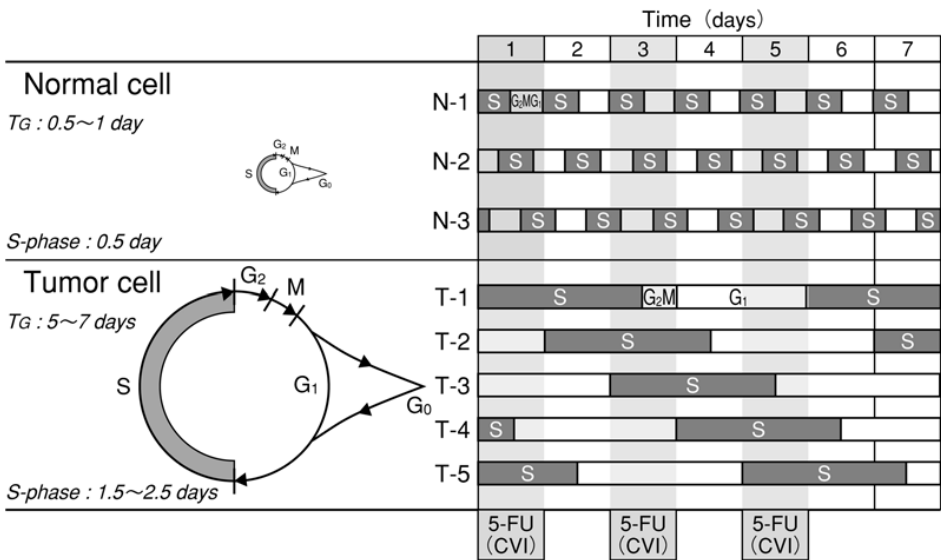 Time（days）
1 2 3 4 5 6 7
Normal cell
TG : 0.5～1 day
G2 M
S G1
G0
S-phase : 0.5 day
N-1 S G2MG1 S S S S S S
N-2 S S S S S S S
N-3 S S S S S S S
Tumor cell
TG : 5～7 days
G2
M
S G1
G0
S-phase : 1.5～2.5 days
T-1 S G2M G1 S
T-2 S S
T-3 S
T-4 S S
T-5 S S
5-FU 5-FU 5-FU
（CVI） （CVI） （CVI）